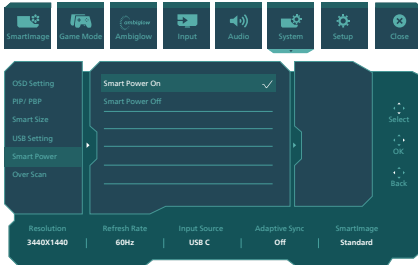 SmartImage
Game Mode
ambiglow
Ambiglow
Input
Audio
System
Setup
Close
OSD Setting
PIP/ PBP
Smart Size
USB Setting
Smart Power
Over Scan
Smart Power On
Smart Power Off
Select
OK
Back
Resolution Refresh Rate Input Source Adaptive Sync SmartImage
3440X1440 60Hz USB C Off Standard